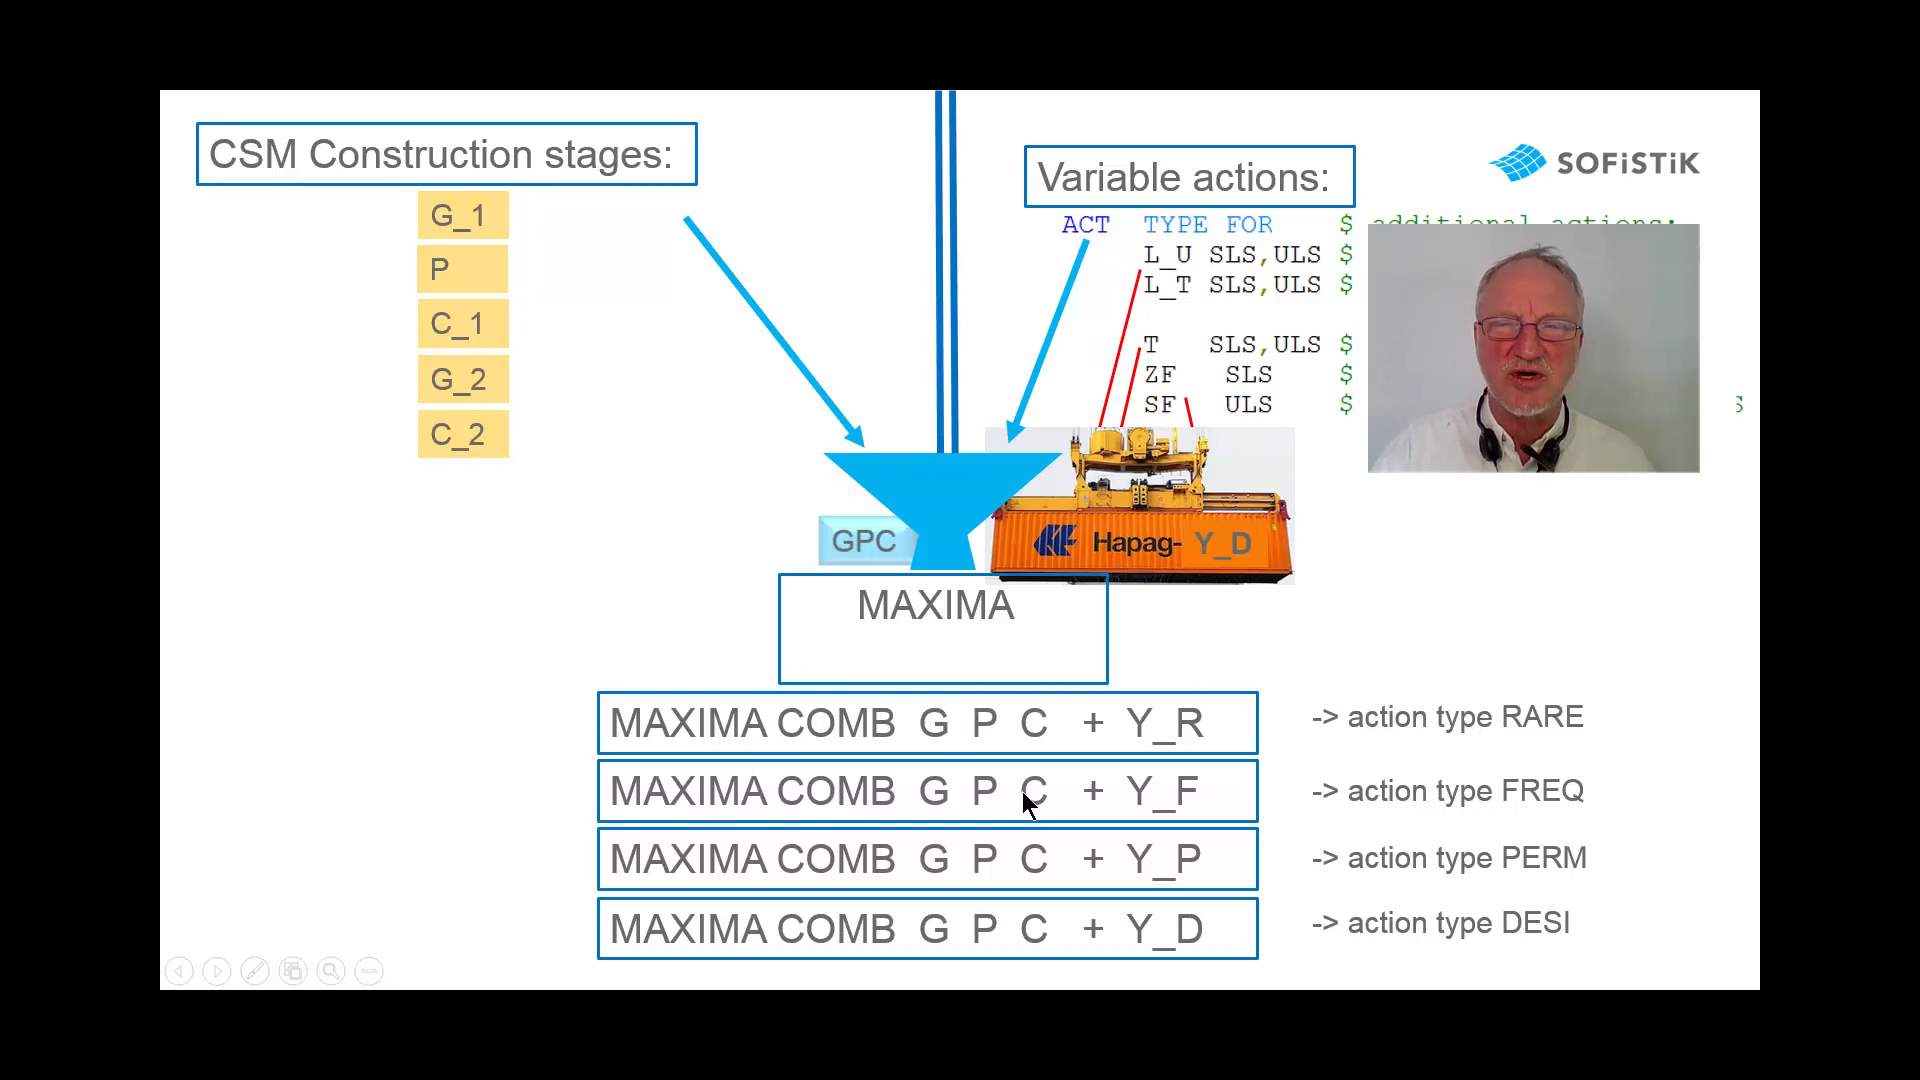 CSM Construction stages:
G_1
P
C_1
G_2
C_2
Variable actions:
SOFiSTiK
ACT TYPE FOR $ additional actions:
L_U SLS,ULS $
L_T SLS,ULS $
T SLS,ULS $
ZF SLS $
SF ULS $
GPC
Hapag- Y_D
MAXIMA
MAXIMA COMB G P C + Y_R
-> action type RARE
MAXIMA COMB G P C + Y_F
-> action type FREQ
MAXIMA COMB G P C + Y_P
-> action type PERM
MAXIMA COMB G P C + Y_D
-> action type DESI